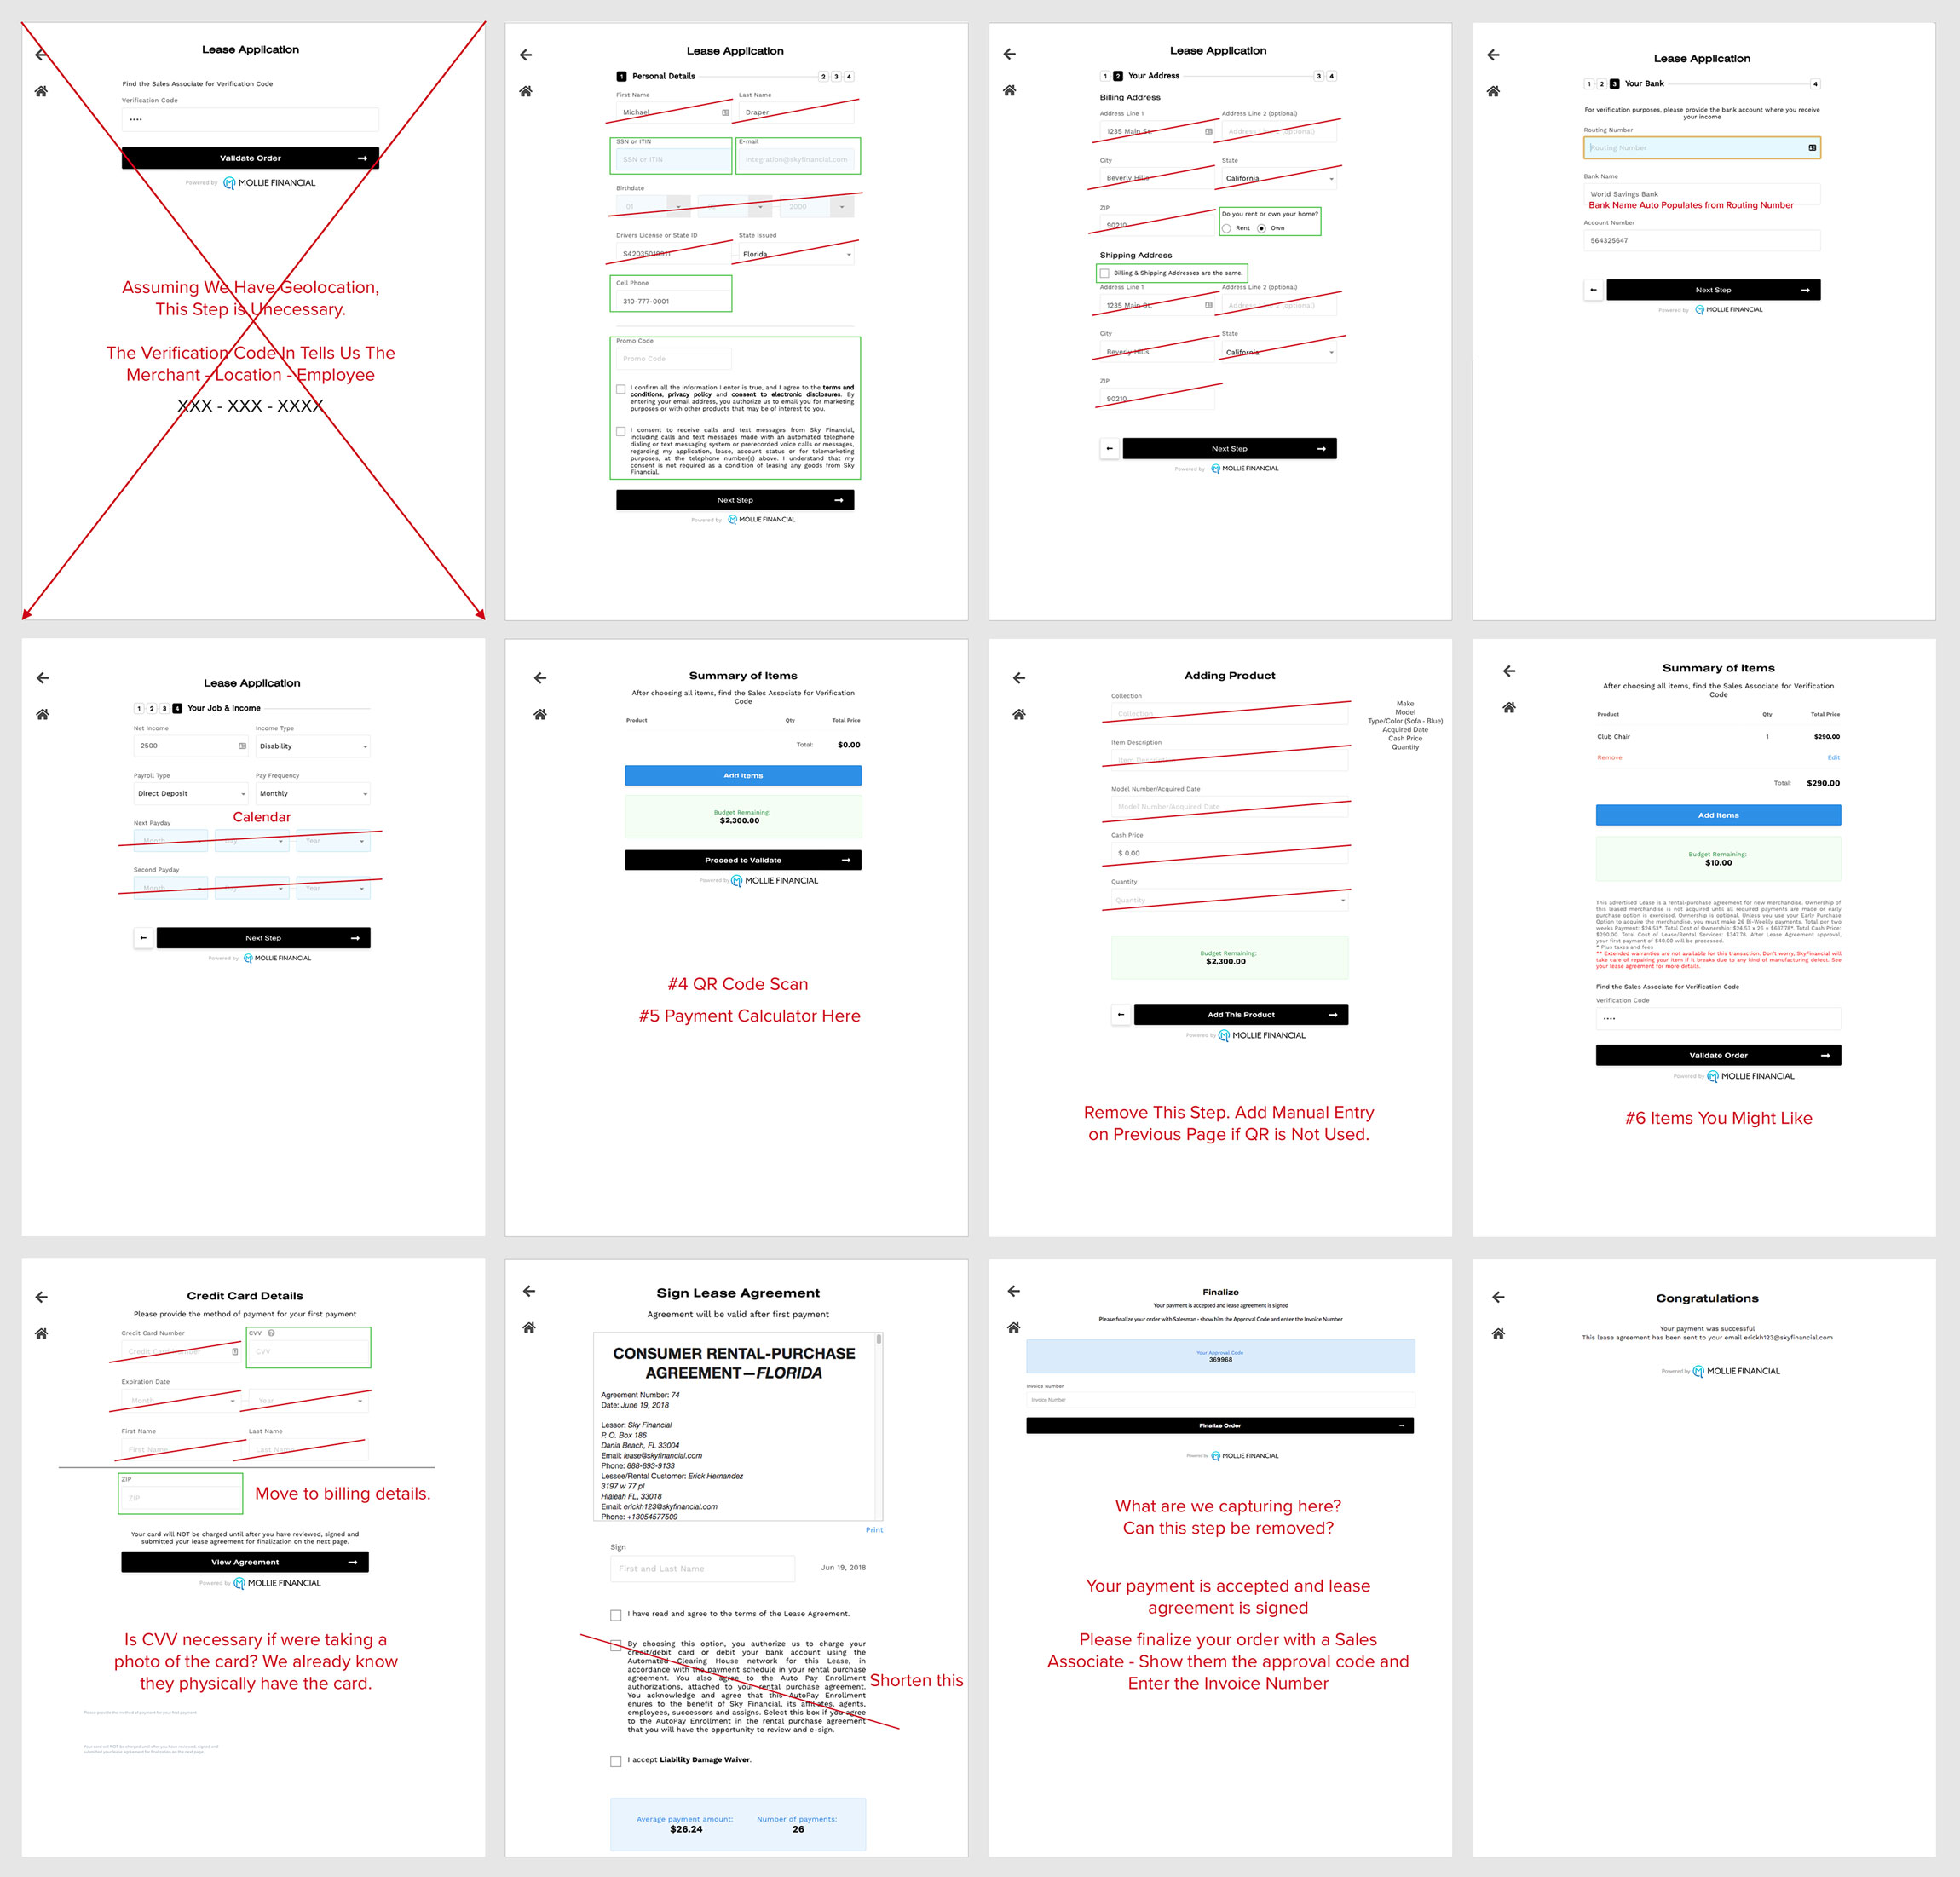 Lease Application
Find the Sales Associate for Verification Code
Verification Code
••••
Validate Order
Powered by MOLLIE FINANCIAL
Assuming We Have Geolocation,
This Step is Unecessary.
The Verification Code In Tells Us The
Merchant - Location - Employee
XXX - XXX - XXXX
Lease Application
1 Personal Details 2 3 4
First Name Last Name
Michael Draper
SSN or ITIN E-mail
SSN or ITIN integration@skyfinancial.com
Birthdate
01 2000
Drivers License or State ID State Issued
Florida
Cell Phone
310-777-0001
Promo Code
Promo Code
I confirm all the information I enter is true, and I agree to the terms and
conditions, privacy policy and consent to electronic disclosures. By
entering your email address, you authorize us to email you for marketing
purposes or with other products that may be of interest to you.
I consent to receive calls and text messages from Sky Financial,
including calls and text messages made with an automated telephone
dialing or text messaging system or prerecorded voice calls or messages,
regarding my application, lease, account status or for telemarketing
purposes, at the telephone number(s) above. I understand that my
consent is not required as a condition of leasing any goods from Sky
Financial.
Next Step
Powered by MOLLIE FINANCIAL
Lease Application
1 2 Your Address 3 4
Billing Address
Address Line 1 Address Line 2 (optional)
1235 Main St. Address Line 2 (optional)
City State
Beverly Hills California
ZIP
90210
Do you rent or own your home?
Rent Own
Shipping Address
Billing & Shipping Addresses are the same.
Address Line 1 Address Line 2 (optional)
1235 Main St. Address Line 2 (optional)
City State
Beverly Hills California
ZIP
90210
Next Step
Powered by MOLLIE FINANCIAL
Lease Application
1 2 3 Your Bank 4
For verification purposes, please provide the bank account where you receive
your income
Routing Number
Routing Number
Bank Name
World Savings Bank
Bank Name Auto Populates from Routing Number
Account Number
564325647
Next Step
Powered by MOLLIE FINANCIAL
Lease Application
1 2 3 4 Your Job & Income
Net Income Income Type
2500 Disability
Payroll Type Pay Frequency
Direct Deposit Monthly
Calendar
Next Payday
Month Day Year
Second Payday
Month Day Year
Next Step
Powered by MOLLIE FINANCIAL
Summary of Items
After choosing all items, find the Sales Associate for Verification
Code
Product Qty Total Price
Total: $0.00
Add Items
Budget Remaining:
$2,300.00
Proceed to Validate
Powered by MOLLIE FINANCIAL
#4 QR Code Scan
#5 Payment Calculator Here
Adding Product
Collection
Collection
Item Description
Item Description
Model Number/Acquired Date
Model Number/Acquired Date
Cash Price
$ 0.00
Quantity
Quantity
Make
Model
Type/Color (Sofa - Blue)
Acquired Date
Cash Price
Quantity
Budget Remaining:
$2,300.00
Add This Product
Powered by MOLLIE FINANCIAL
Remove This Step. Add Manual Entry
on Previous Page if QR is Not Used.
Summary of Items
After choosing all items, find the Sales Associate for Verification
Code
Product Qty Total Price
Club Chair 1 $290.00
Remove Edit
Total: $290.00
Add Items
Budget Remaining:
$10.00
This advertised Lease is a rental-purchase agreement for new merchandise. Ownership of
this leased merchandise is not acquired until all required payments are made or early
purchase option is exercised. Ownership is optional. Unless you use your Early Purchase
Option to acquire the merchandise, you must make 26 Bi-Weekly payments. Total per two
weeks Payment: $24.53*. Total Cost of Ownership: $24.53 x 26 = $637.78*. Total Cash Price:
$290.00. Total Cost of Lease/Rental Services: $347.78. After Lease Agreement approval,
your first payment of $40.00 will be processed.
* Plus taxes and fees
** Extended warranties are not available for this transaction. Don't worry, SkyFinancial will
take care of repairing your item if it breaks due to any kind of manufacturing defect. See
your lease agreement for more details.
Find the Sales Associate for Verification Code
Verification Code
••••
Validate Order
Powered by MOLLIE FINANCIAL
#6 Items You Might Like
Credit Card Details
Please provide the method of payment for your first payment
Credit Card Number CVV
Credit Card Number CVV
Expiration Date
Month Year
First Name Last Name
First Name Last Name
ZIP
ZIP
Move to billing details.
Your card will NOT be charged until after you have reviewed, signed and
submitted your lease agreement for finalization on the next page.
View Agreement
Powered by MOLLIE FINANCIAL
Is CVV necessary if were taking a
photo of the card? We already know
they physically have the card.
Please provide the method of payment for your first payment
Your card will NOT be charged until after you have reviewed, signed and
submitted your lease agreement for finalization on the next page.
Sign Lease Agreement
Agreement will be valid after first payment
CONSUMER RENTAL-PURCHASE
AGREEMENT—FLORIDA
Agreement Number: 74
Date: June 19, 2018
Lessor: Sky Financial
P. O. Box 186
Dania Beach, FL 33004
Email: lease@skyfinancial.com
Phone: 888-893-9133
Lessee/Rental Customer: Erick Hernandez
3197 w 77 pl
Hialeah FL, 33018
Email: erickh123@skyfinancial.com
Phone: +13054577509
Print
Sign
First and Last Name Jun 19, 2018
I have read and agree to the terms of the Lease Agreement.
By choosing this option, you authorize us to charge your
credit/debit card or debit your bank account using the
Automated Clearing House network for this Lease, in
accordance with the payment schedule in your rental purchase
agreement. You also agree to the Auto Pay Enrollment
authorizations, attached to your rental purchase agreement.
You acknowledge and agree that this AutoPay Enrollment
enures to the benefit of Sky Financial, its affiliates, agents,
employees, successors and assigns. Select this box if you agree
to the AutoPay Enrollment in the rental purchase agreement
that you will have the opportunity to review and e-sign.
Shorten this
I accept Liability Damage Waiver.
Average payment amount: Number of payments:
$26.24 26
Finalize
Your payment is accepted and lease agreement is signed
Please finalize your order with Salesman - show him the Approval Code and enter the Invoice Number
Your Approval Code
369968
Invoice Number
Invoice Number
Finalize Order
Powered by MOLLIE FINANCIAL
What are we capturing here?
Can this step be removed?
Your payment is accepted and lease
agreement is signed
Please finalize your order with a Sales
Associate - Show them the approval code and
Enter the Invoice Number
Congratulations
Your payment was successful
This lease agreement has been sent to your email erickh123@skyfinancial.com
Powered by MOLLIE FINANCIAL